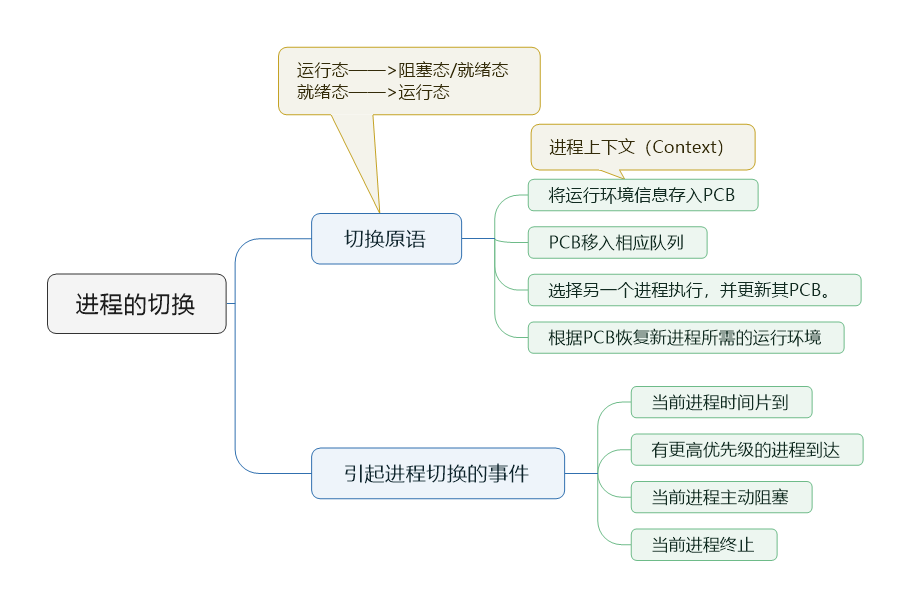 运行态——>阻塞态/就绪态
就绪态——>运行态
进程上下文（Context）
将运行环境信息存入PCB
切换原语
PCB移入相应队列
选择另一个进程执行，并更新其PCB。
进程的切换
根据PCB恢复新进程所需的运行环境
当前进程时间片到
有更高优先级的进程到达
引起进程切换的事件
当前进程主动阻塞
当前进程终止